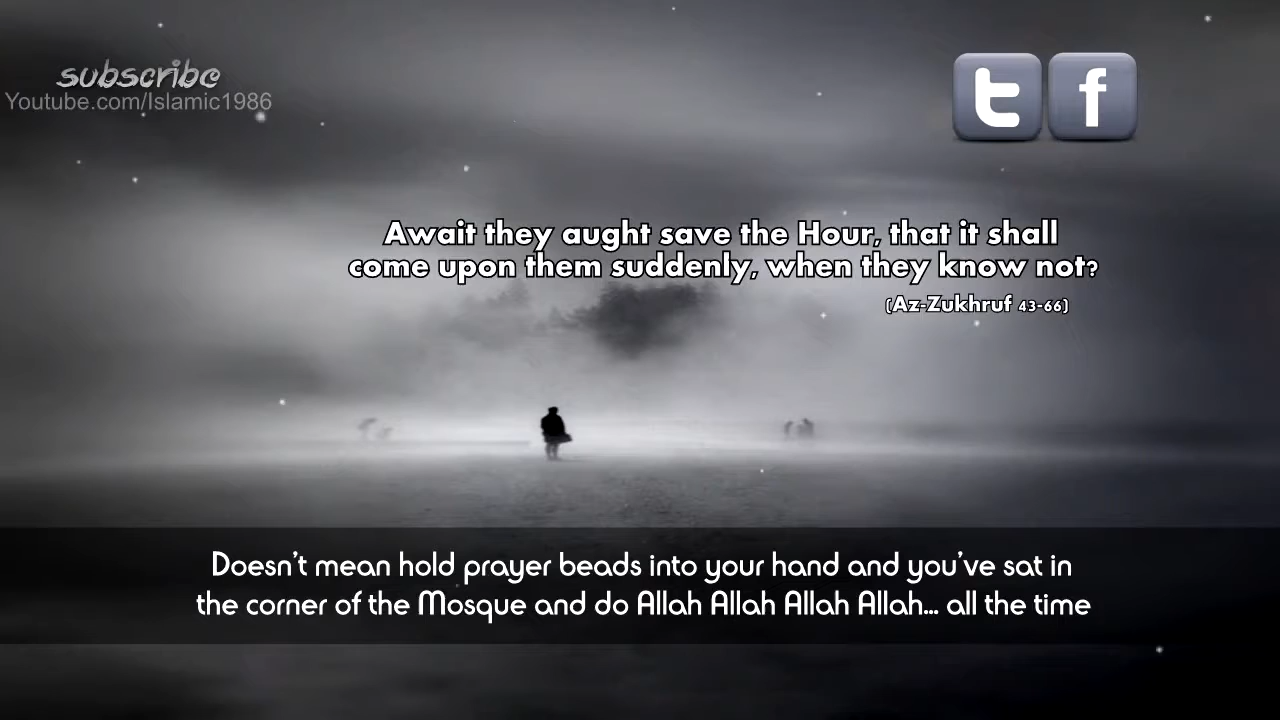 subscribe
Youtube.com/Islamic1986
t f
Await they aught save the Hour, that it shall
come upon them suddenly, when they know not?
(Az-Zukhruf 43-66)
Doesn't mean hold prayer beads into your hand and you've sat in
the corner of the Mosque and do Allah Allah Allah Allah... all the time